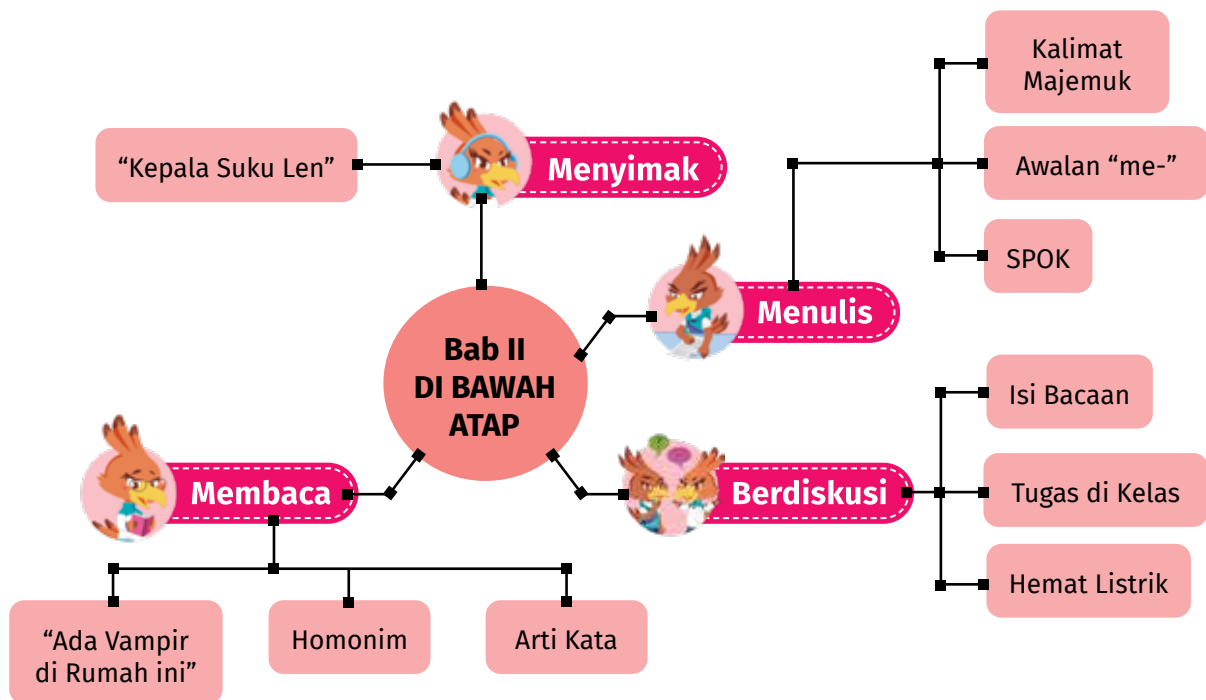 Bab II
DI BAWAH
ATAP
Menyimak
“Kepala Suku Len”
Menulis
Kalimat
Majemuk
Awalan “me-”
SPOK
Berdiskusi
Isi Bacaan
Tugas di Kelas
Hemat Listrik
Membaca
“Ada Vampir
di Rumah ini”
Homonim
Arti Kata